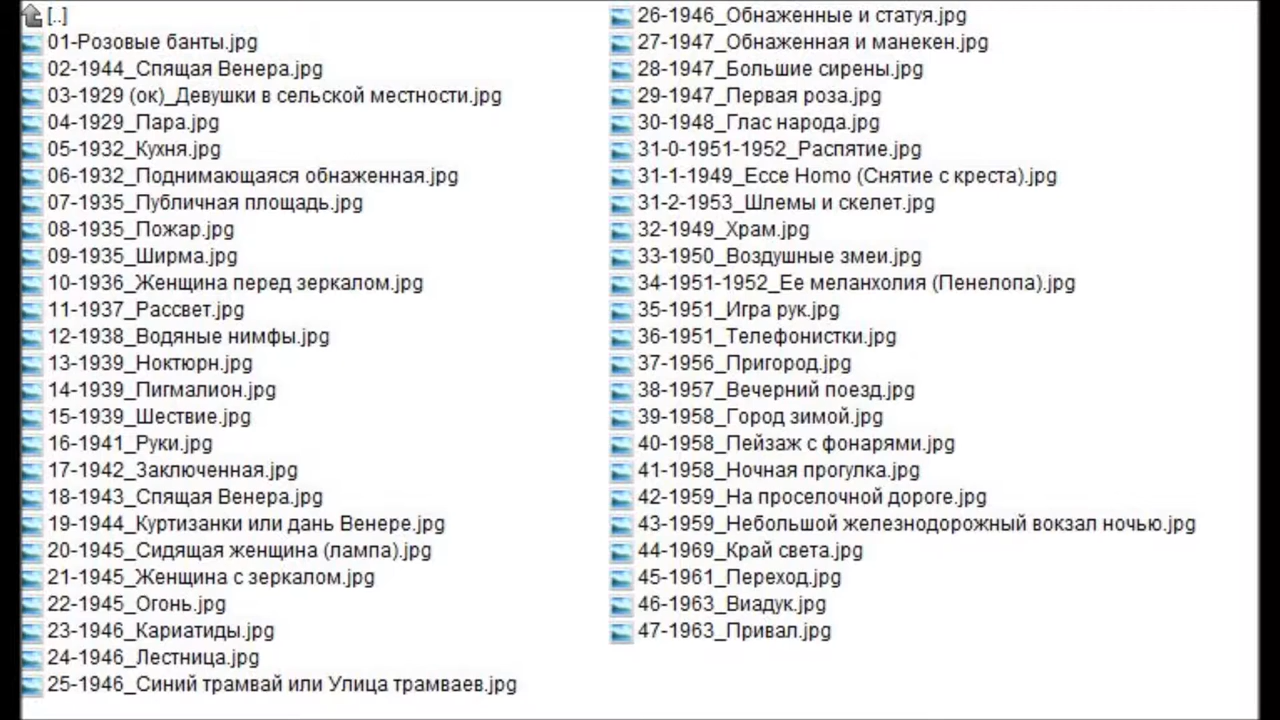 [..]
01-Розовые банты.jpg
02-1944_Спящая Венера.jpg
03-1929 (ок)_Девушки в сельской местности.jpg
04-1929_Пара.jpg
05-1932_Кухня.jpg
06-1932_Поднимающаяся обнаженная.jpg
07-1935_Публичная площадь.jpg
08-1935_Пожар.jpg
09-1935_Ширма.jpg
10-1936_Женщина перед зеркалом.jpg
11-1937_Рассвет.jpg
12-1938_Водяные нимфы.jpg
13-1939_Ноктюрн.jpg
14-1939_Пигмалион.jpg
15-1939_Шествие.jpg
16-1941_Руки.jpg
17-1942_Заключенная.jpg
18-1943_Спящая Венера.jpg
19-1944_Куртизанки или дань Венере.jpg
20-1945_Сидящая женщина (лампа).jpg
21-1945_Женщина с зеркалом.jpg
22-1945_Огонь.jpg
23-1946_Кариатиды.jpg
24-1946_Лестница.jpg
25-1946_Синий трамвай или Улица трамваев.jpg
26-1946_Обнаженные и статуя.jpg
27-1947_Обнаженная и манекен.jpg
28-1947_Большие сирены.jpg
29-1947_Первая роза.jpg
30-1948_Глас народа.jpg
31-0-1951-1952_Распятие.jpg
31-1-1949_Ecce Homo (Снятие с креста).jpg
31-2-1953_Шлемы и скелет.jpg
32-1949_Храм.jpg
33-1950_Воздушные змеи.jpg
34-1951-1952_Ее меланхолия (Пенелопа).jpg
35-1951_Игра рук.jpg
36-1951_Телефонистки.jpg
37-1956_Пригород.jpg
38-1957_Вечерний поезд.jpg
39-1958_Город зимой.jpg
40-1958_Пейзаж с фонарями.jpg
41-1958_Ночная прогулка.jpg
42-1959_На проселочной дороге.jpg
43-1959_Небольшой железнодорожный вокзал ночью.jpg
44-1969_Край света.jpg
45-1961_Переход.jpg
46-1963_Виадук.jpg
47-1963_Привал.jpg